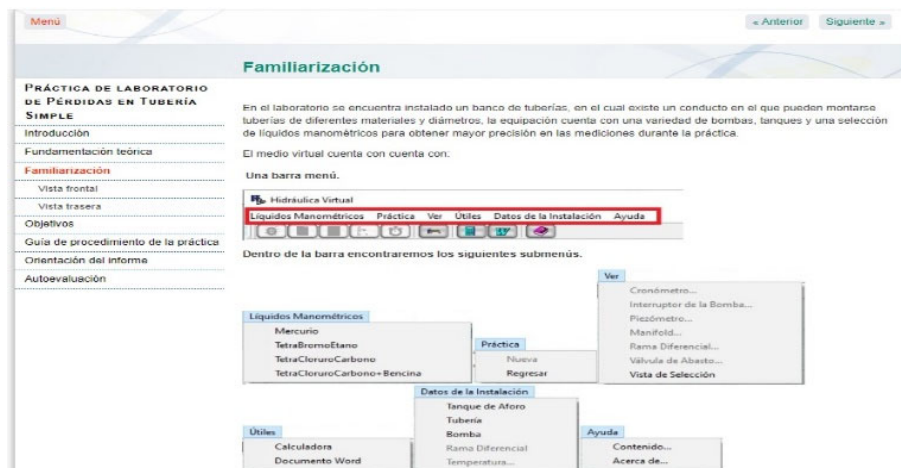 Menú
« Anterior
Siguiente »
Familiarización
PRÁCTICA DE LABORATORIO
DE PÉRDIDAS EN TUBERÍA
SIMPLE
Introducción
Fundamentación teórica
Familiarización
Vista frontal
Vista trasera
Objetivos
Guía de procedimiento de la práctica
Orientación del informe
Autoevaluación
En el laboratorio se encuentra instalado un banco de tuberías, en el cual existe un conducto en el que pueden montarse
tuberías de diferentes materiales y diámetros, la equipación cuenta con una variedad de bombas, tanques y una selección
de líquidos manométricos para obtener mayor precisión en las mediciones durante la práctica.
El medio virtual cuenta con cuenta con:
Una barra menú.
Hidráulica Virtual
Líquidos Manométricos Práctica Ver Útiles Datos de la Instalación Ayuda
Dentro de la barra encontraremos los siguientes submenús.
Líquidos Manométricos
Mercurio
TetraBromoEtano
TetraCloruroCarbono
TetraCloruroCarbono+Bencina
Práctica
Nueva
Regresar
Ver
Cronómetro...
Interruptor de la Bomba...
Piezómetro...
Manifold...
Rama Diferencial...
Válvula de Abasto...
Vista de Selección
Útiles
Calculadora
Documento Word
Datos de la Instalación
Tanque de Aforo
Tubería
Bomba
Rama Diferencial
Temperatura...
Ayuda
Contenido...
Acerca de...